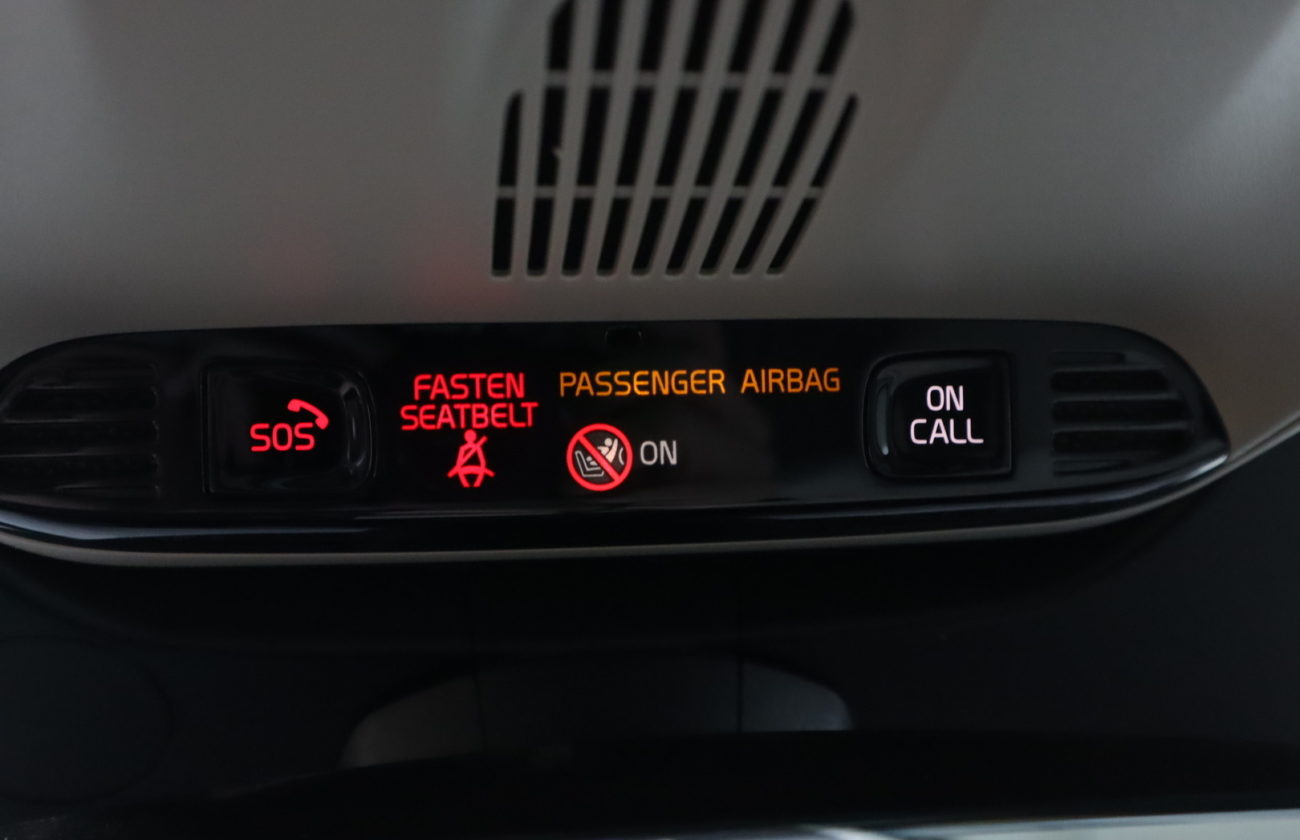 SOS
FASTEN
SEATBELT
PASSENGER AIRBAG
ON
ON
CALL